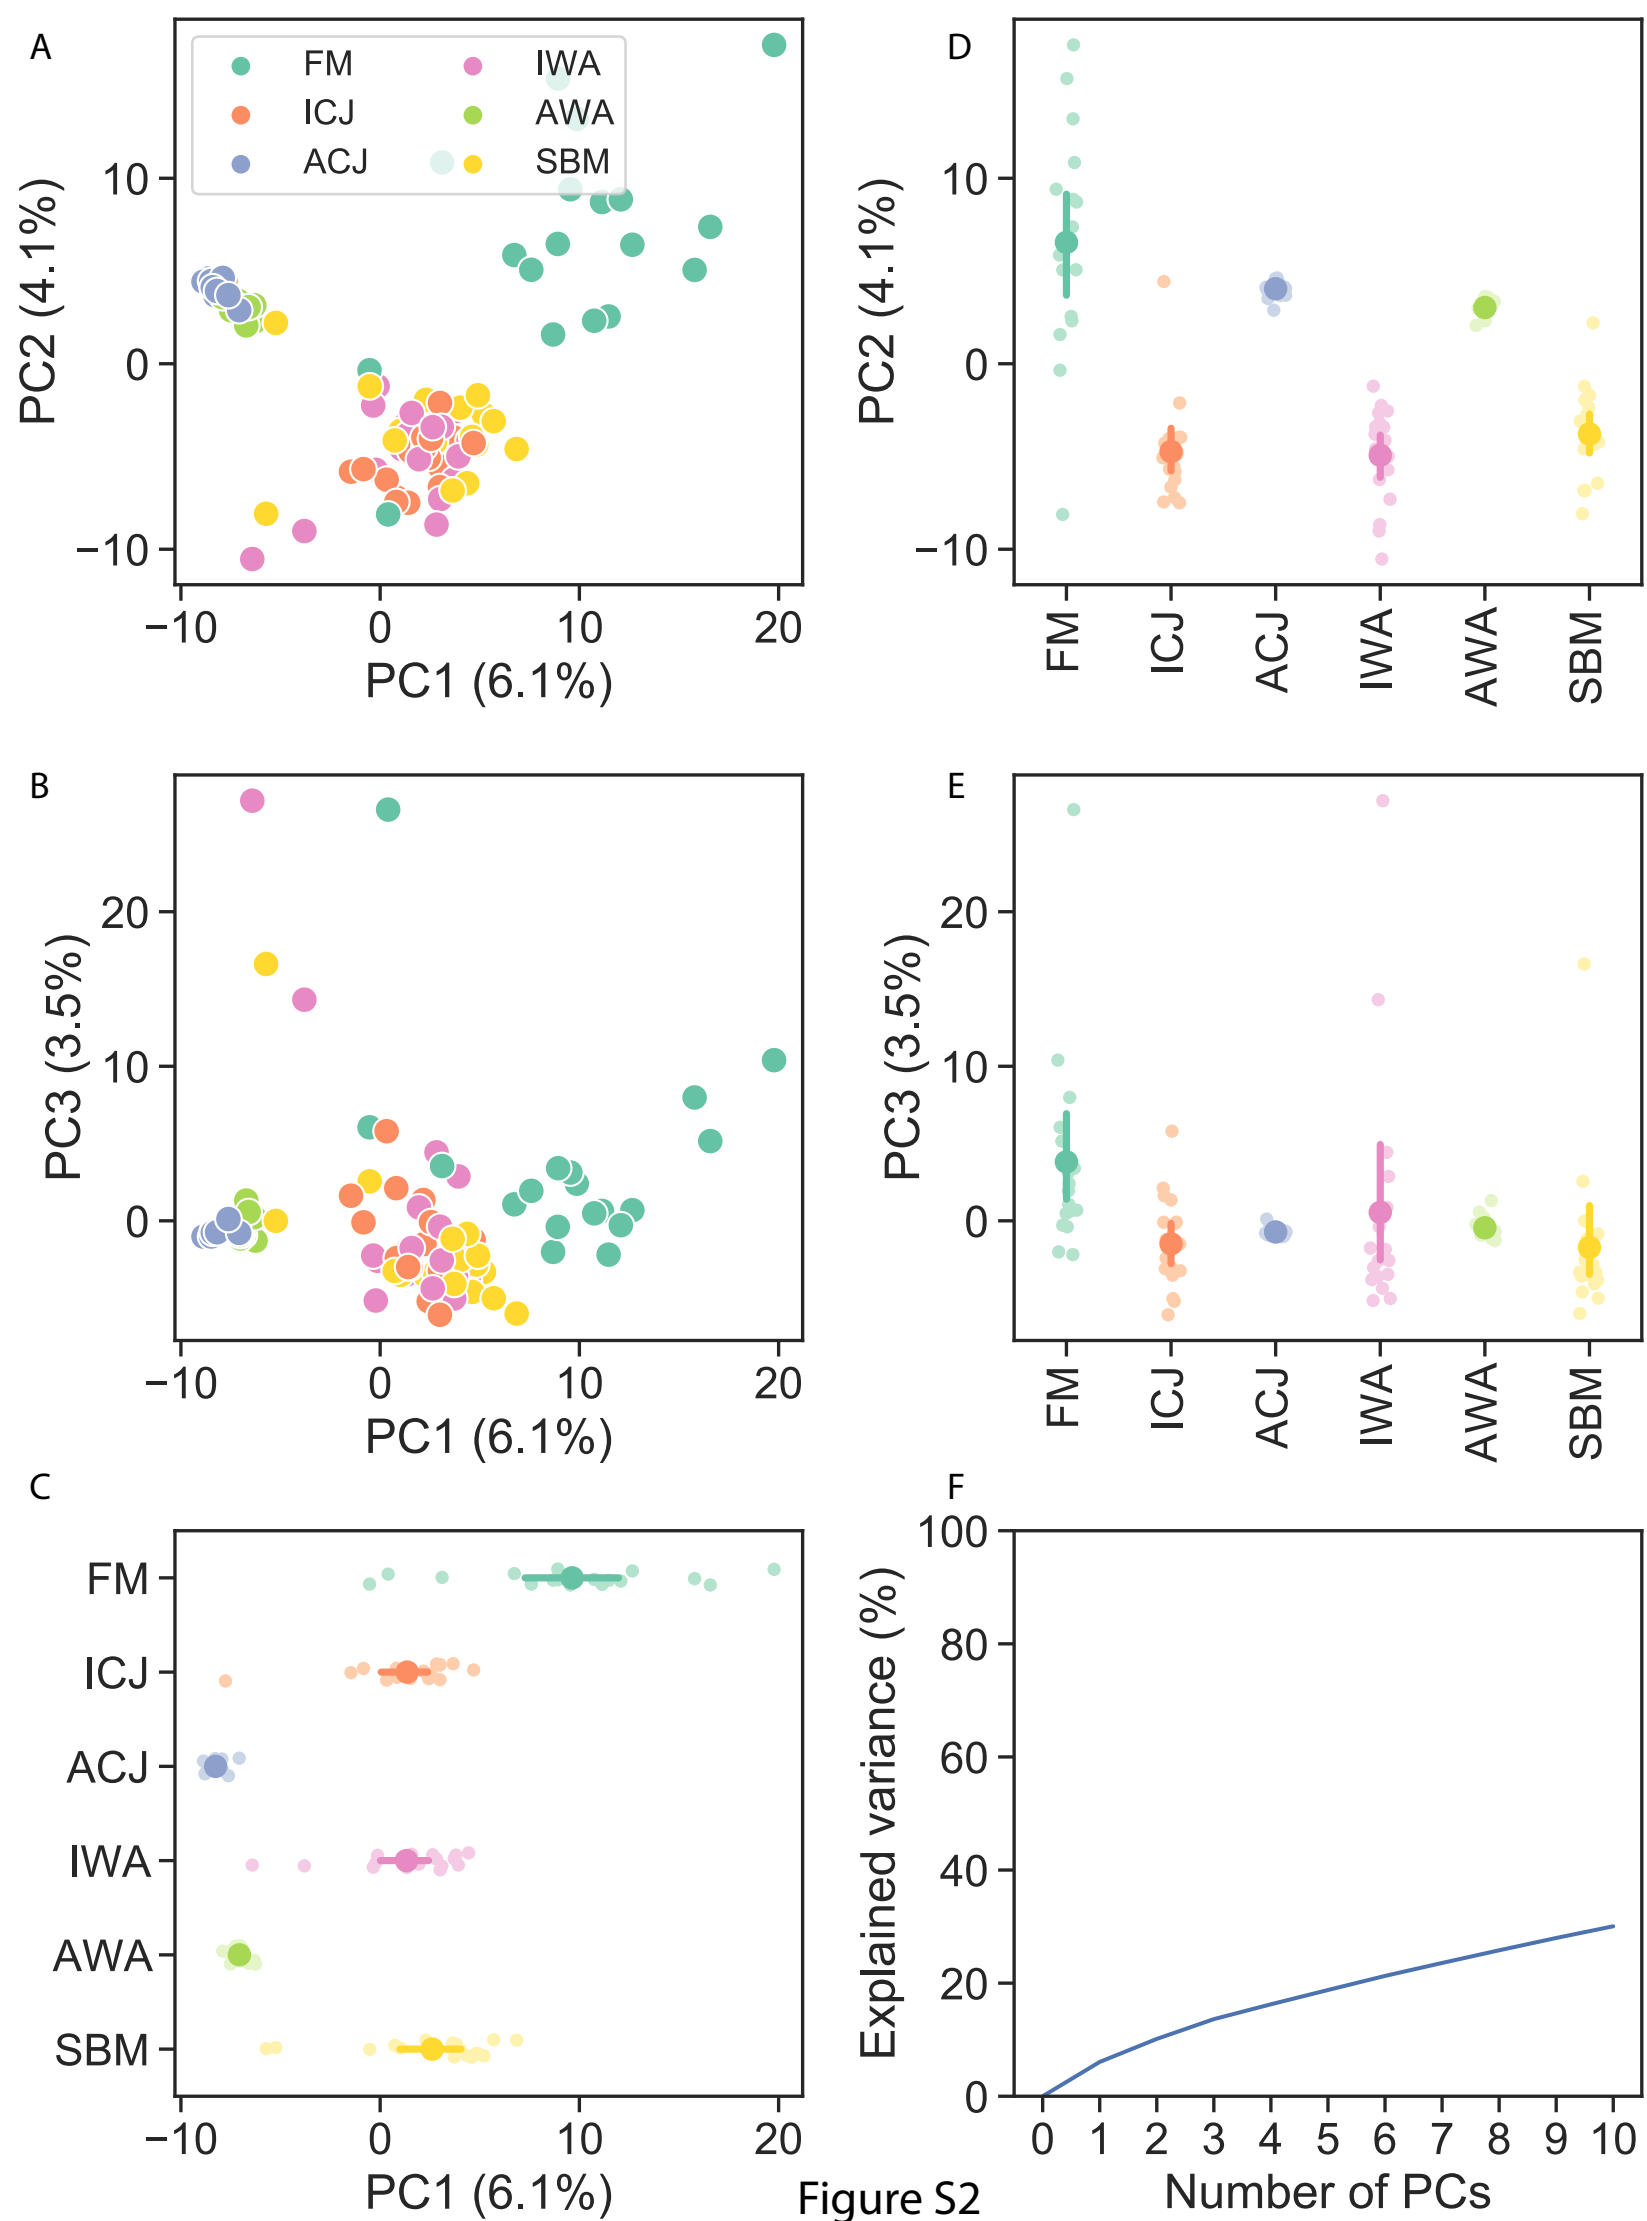 A
FM
ICJ
ACJ
IWA
AWA
SBM
PC2 (4.1%)
10
0
−10
−10
0
10
20
PC1 (6.1%)
D
PC2 (4.1%)
10
0
−10
FM
ICJ
ACJ
IWA
AWA
SBM
B
PC3 (3.5%)
20
10
0
−10
0
10
20
PC1 (6.1%)
E
PC3 (3.5%)
20
10
0
FM
ICJ
ACJ
IWA
AWA
SBM
C
FM
ICJ
ACJ
IWA
AWA
SBM
−10
0
10
20
PC1 (6.1%)
F
Explained variance (%)
100
80
60
40
20
0
0 1 2 3 4 5 6 7 8 9 10
Number of PCs
Figure S2